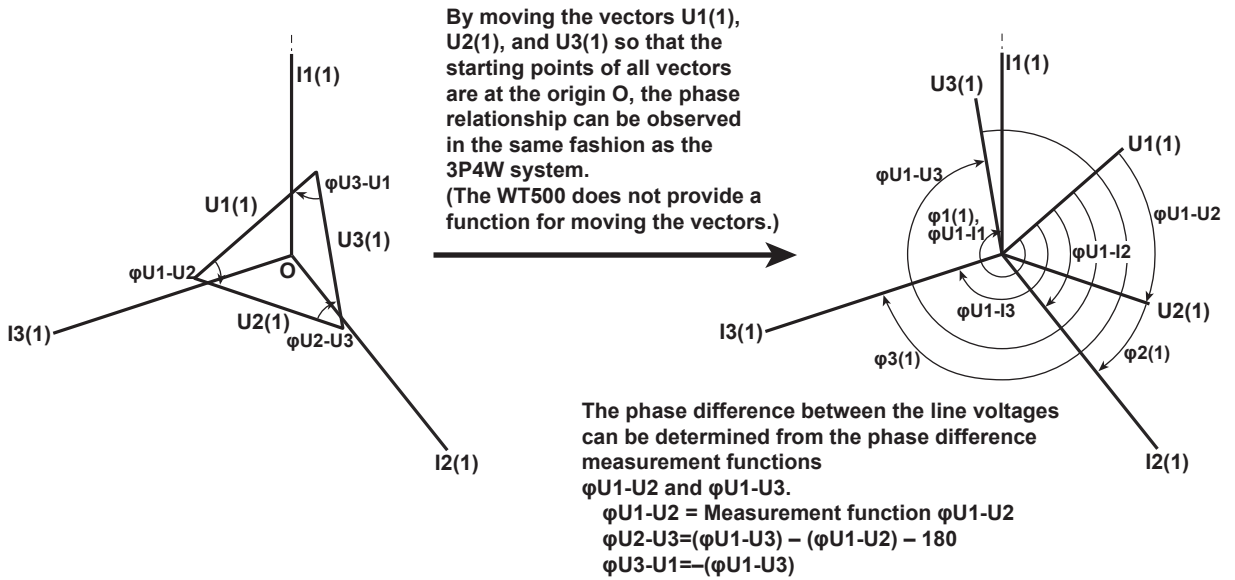 By moving the vectors U1(1),
U2(1), and U3(1) so that the
starting points of all vectors
are at the origin O, the phase
relationship can be observed
in the same fashion as the
3P4W system.
(The WT500 does not provide a
function for moving the vectors.)
I1(1)
φU3-U1
U1(1)
U3(1)
φU1-U2
O
U2(1)
φU2-U3
I3(1)
I2(1)
I1(1)
U3(1)
U1(1)
φU1-U3
φ1(1),
φU1-I1
φU1-U2
φU1-I2
φU1-I3
U2(1)
I3(1)
φ3(1)
φ2(1)
I2(1)
The phase difference between the line voltages
can be determined from the phase difference
measurement functions
φU1-U2 and φU1-U3.
φU1-U2 = Measurement function φU1-U2
φU2-U3=(φU1-U3) – (φU1-U2) – 180
φU3-U1=–(φU1-U3)